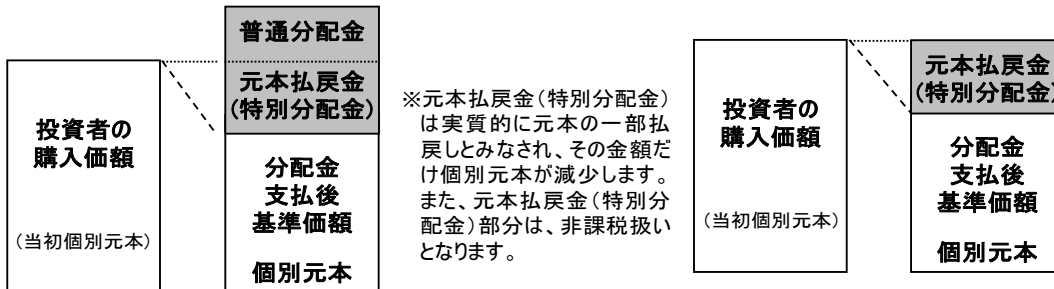 普通分配金
元本払戻金
(特別分配金)
投資者の
購入価額
(当初個別元本)
分配金
支払後
基準価額
個別元本
※元本払戻金(特別分配金)
は実質的に元本の一部払
戻しとみなされ、その金額だ
け個別元本が減少します。
また、元本払戻金(特別分
配金)部分は、非課税扱い
となります。
投資者の
購入価額
(当初個別元本)
元本払戻金
(特別分配金)
分配金
支払後
基準価額
個別元本